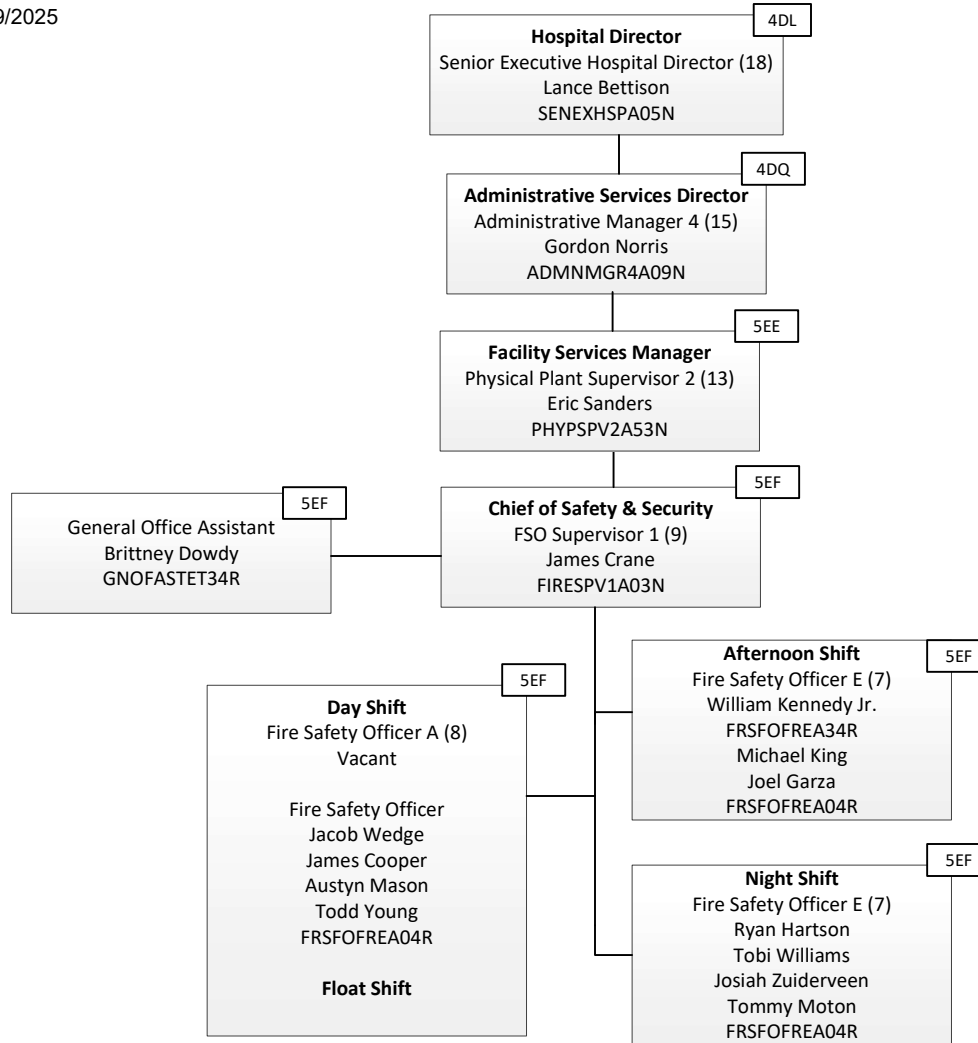 9/2025
4DL
Hospital Director
Senior Executive Hospital Director (18)
Lance Bettison
SENEXHSPA05N
4DQ
Administrative Services Director
Administrative Manager 4 (15)
Gordon Norris
ADMNMGR4A09N
5EE
Facility Services Manager
Physical Plant Supervisor 2 (13)
Eric Sanders
PHYPSPV2A53N
5EF
Chief of Safety & Security
FSO Supervisor 1 (9)
James Crane
FIRESPV1A03N
5EF
General Office Assistant
Brittney Dowdy
GNOFASTET34R
5EF
Day Shift
Fire Safety Officer A (8)
Vacant
Fire Safety Officer
Jacob Wedge
James Cooper
Austyn Mason
Todd Young
FRSFOFREA04R
Float Shift
5EF
Afternoon Shift
Fire Safety Officer E (7)
William Kennedy Jr.
FRSFOFREA34R
Michael King
Joel Garza
FRSFOFREA04R
5EF
Night Shift
Fire Safety Officer E (7)
Ryan Hartson
Tobi Williams
Josiah Zuiderveen
Tommy Moton
FRSFOFREA04R